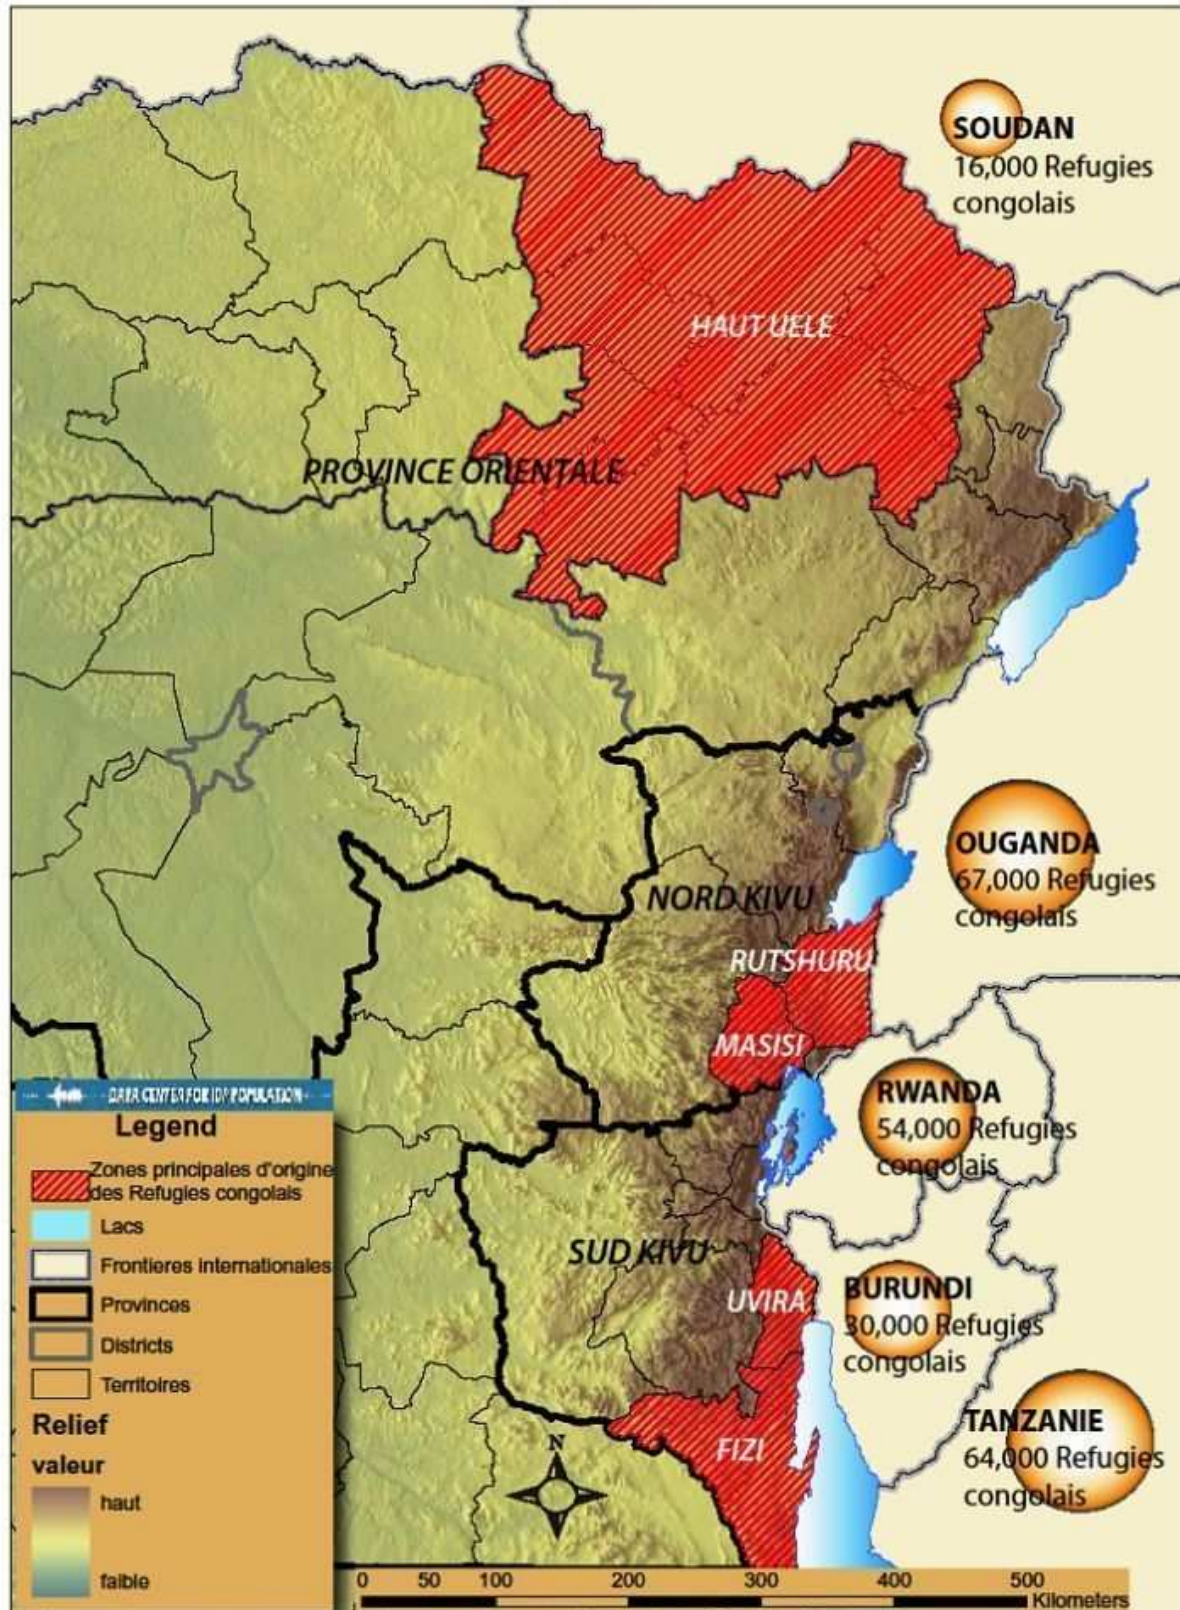 SOUDAN
16,000 Refugies
congolais
HAUT UELE
PROVINCE ORIENTALE
OUGANDA
67,000 Refugies
congolais
NORD KIVU
RUTSHURU
MASISI
RWANDA
54,000 Refugies
congolais
SUD KIVU
UVIRA
BURUNDI
30,000 Refugies
congolais
TANZANIE
64,000 Refugies
congolais
FIZI
N
DATA CENTER FOR IDP POPULATION
Legend
Zones principales d'origine
des Refugies congolais
Lacs
Frontieres internationales
Provinces
Districts
Territoires
Relief
valeur
haut
faible
0 50 100 200 300 400 500
Kilometers